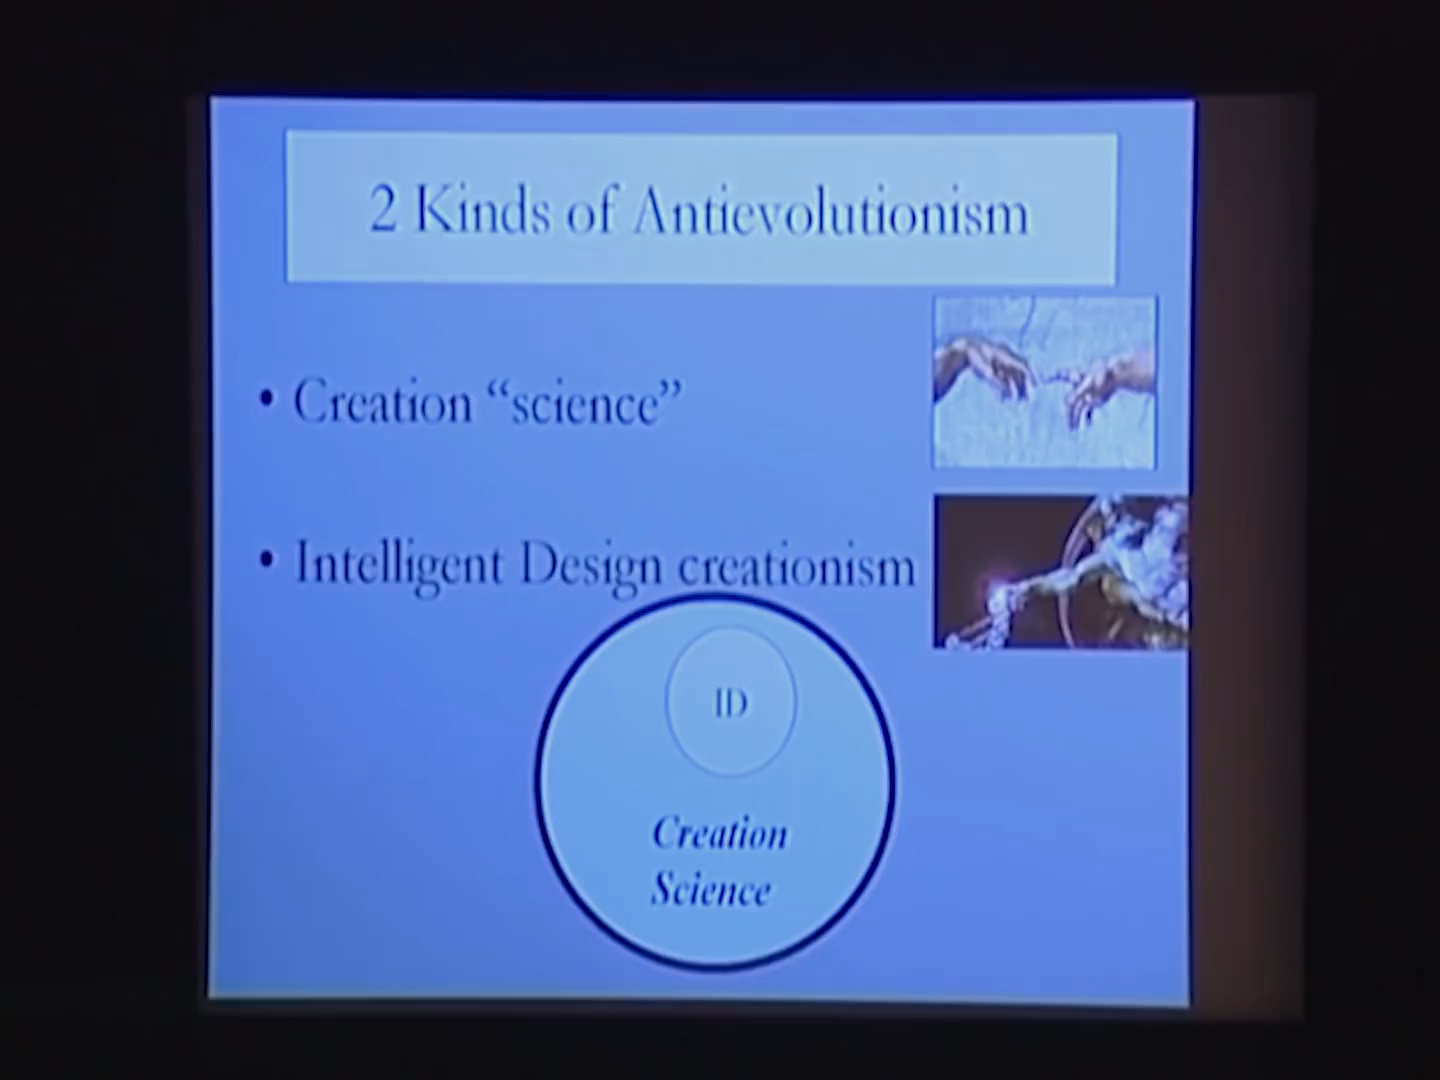 2 Kinds of Antievolutionism
• Creation “science”
• Intelligent Design creationism
ID
Creation
Science